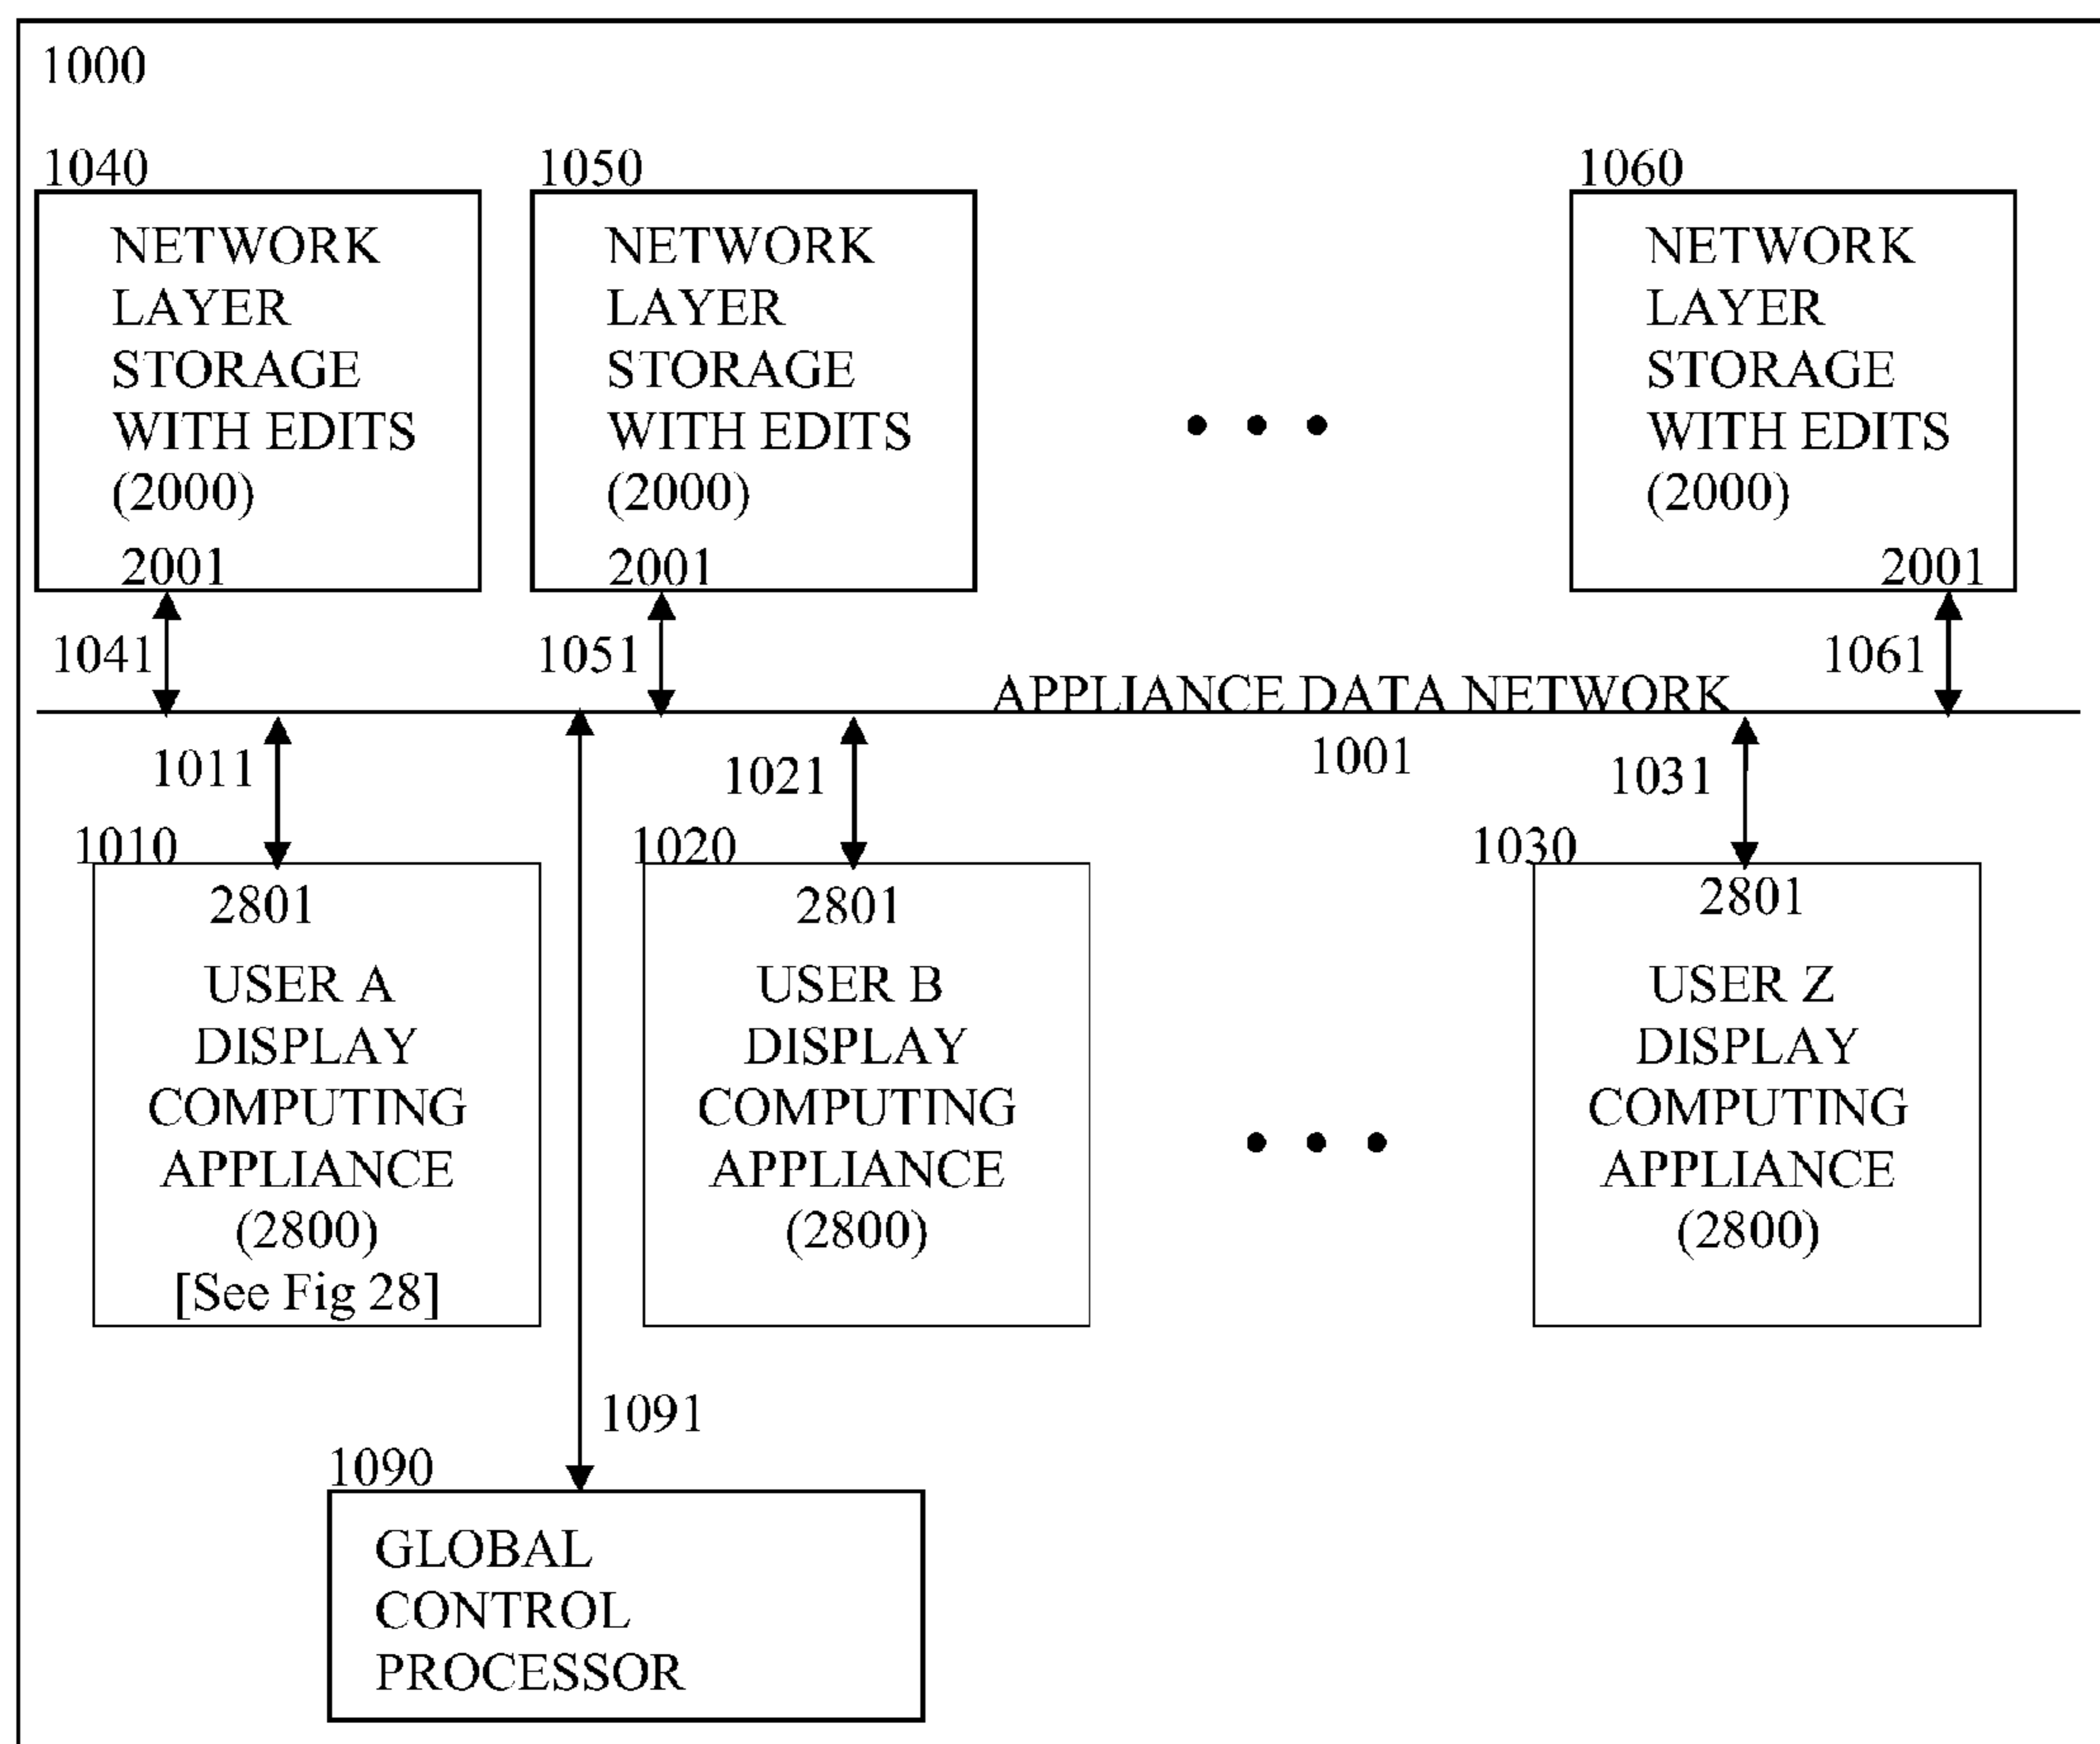 1000
1040
NETWORK
LAYER
STORAGE
WITH EDITS
(2000)
2001
1050
NETWORK
LAYER
STORAGE
WITH EDITS
(2000)
2001
1060
NETWORK
LAYER
STORAGE
WITH EDITS
(2000)
2001
1041
1051
1061
APPLIANCE DATA NETWORK
1001
1011
1021
1031
1010
2801
USER A
DISPLAY
COMPUTING
APPLIANCE
(2800)
[See Fig 28]
1020
2801
USER B
DISPLAY
COMPUTING
APPLIANCE
(2800)
1030
2801
USER Z
DISPLAY
COMPUTING
APPLIANCE
(2800)
1091
1090
GLOBAL
CONTROL
PROCESSOR